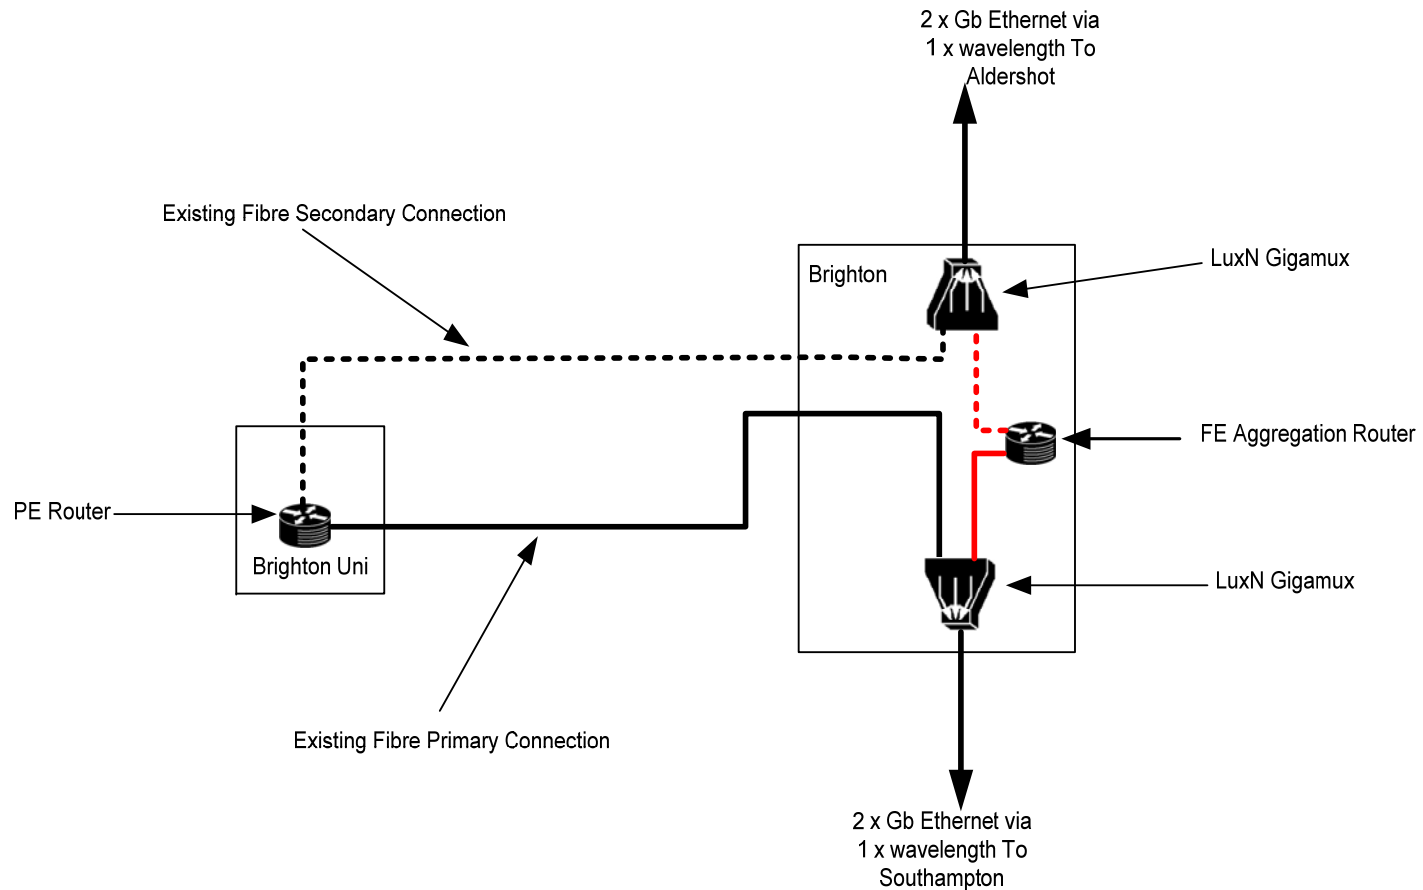 2 x Gb Ethernet via
1 x wavelength To
Aldershot
Existing Fibre Secondary Connection
LuxN Gigamux
Brighton
FE Aggregation Router
PE Router
Brighton Uni
LuxN Gigamux
Existing Fibre Primary Connection
2 x Gb Ethernet via
1 x wavelength To
Southampton